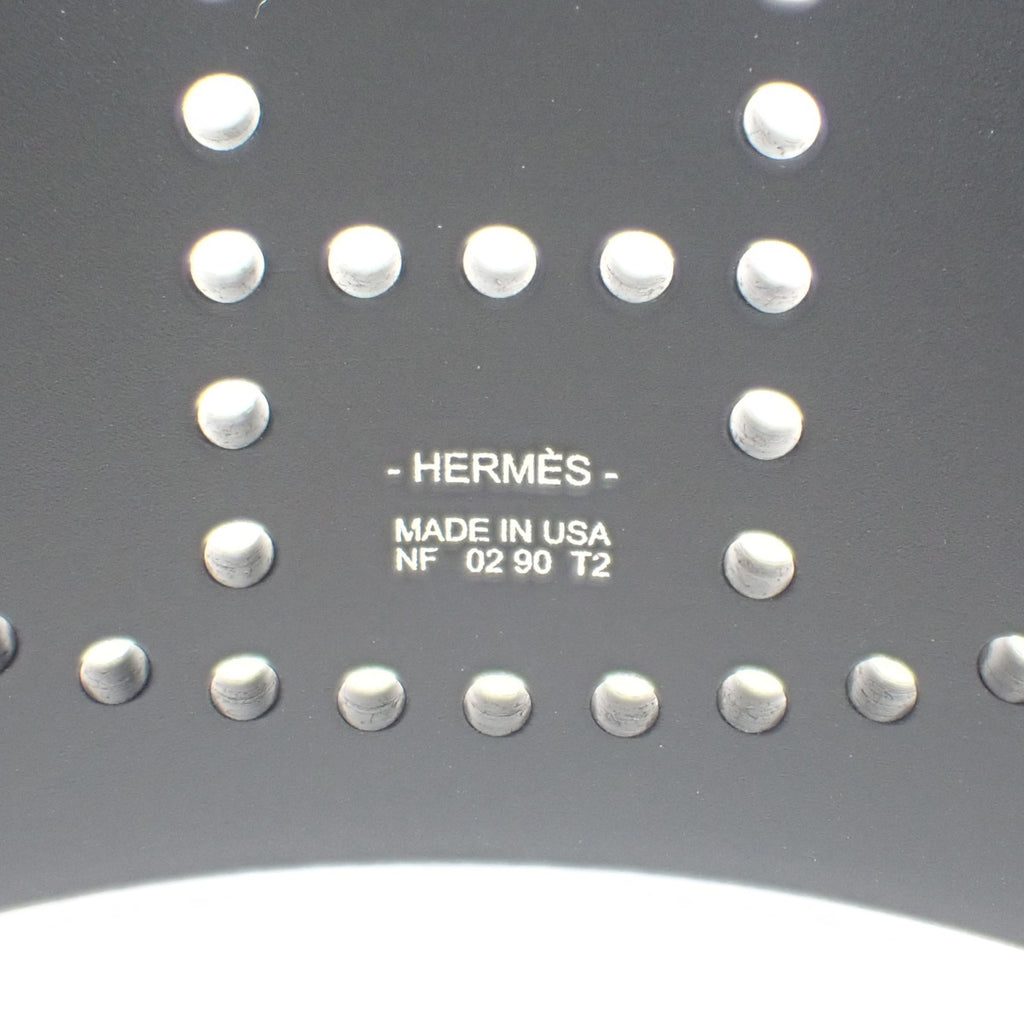 - HERMÈS -
MADE IN USA
NF 02 90 T2